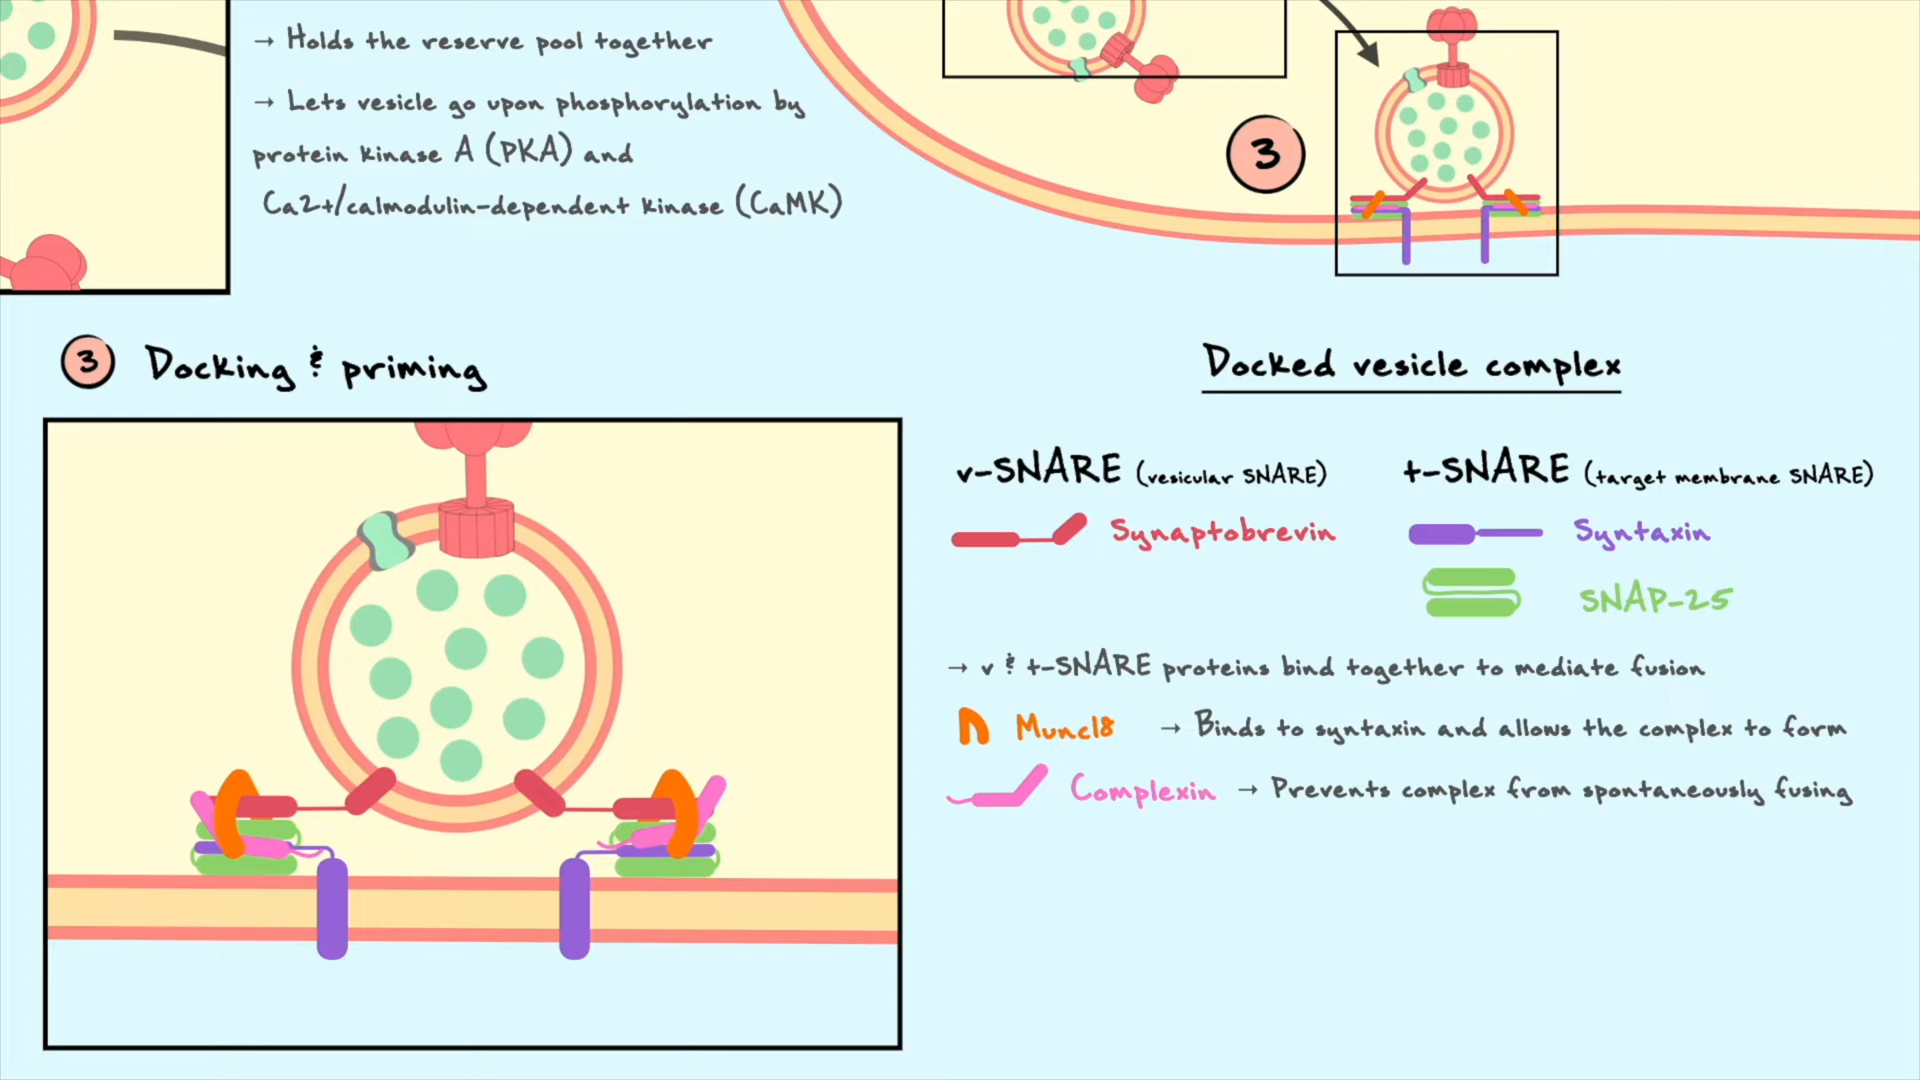 → Holds the reserve pool together
→ Lets vesicle go upon phosphorylation by
protein kinase A (PKA) and
Ca2+/calmodulin-dependent kinase (CaMK)
3
3 Docking & priming
Docked vesicle complex
v-SNARE (vesicular SNARE)
t-SNARE (target membrane SNARE)
Synaptobrevin
Syntaxin
SNAP-25
→ v & t-SNARE proteins bind together to mediate fusion
Munc18 → Binds to syntaxin and allows the complex to form
Complexin → Prevents complex from spontaneously fusing